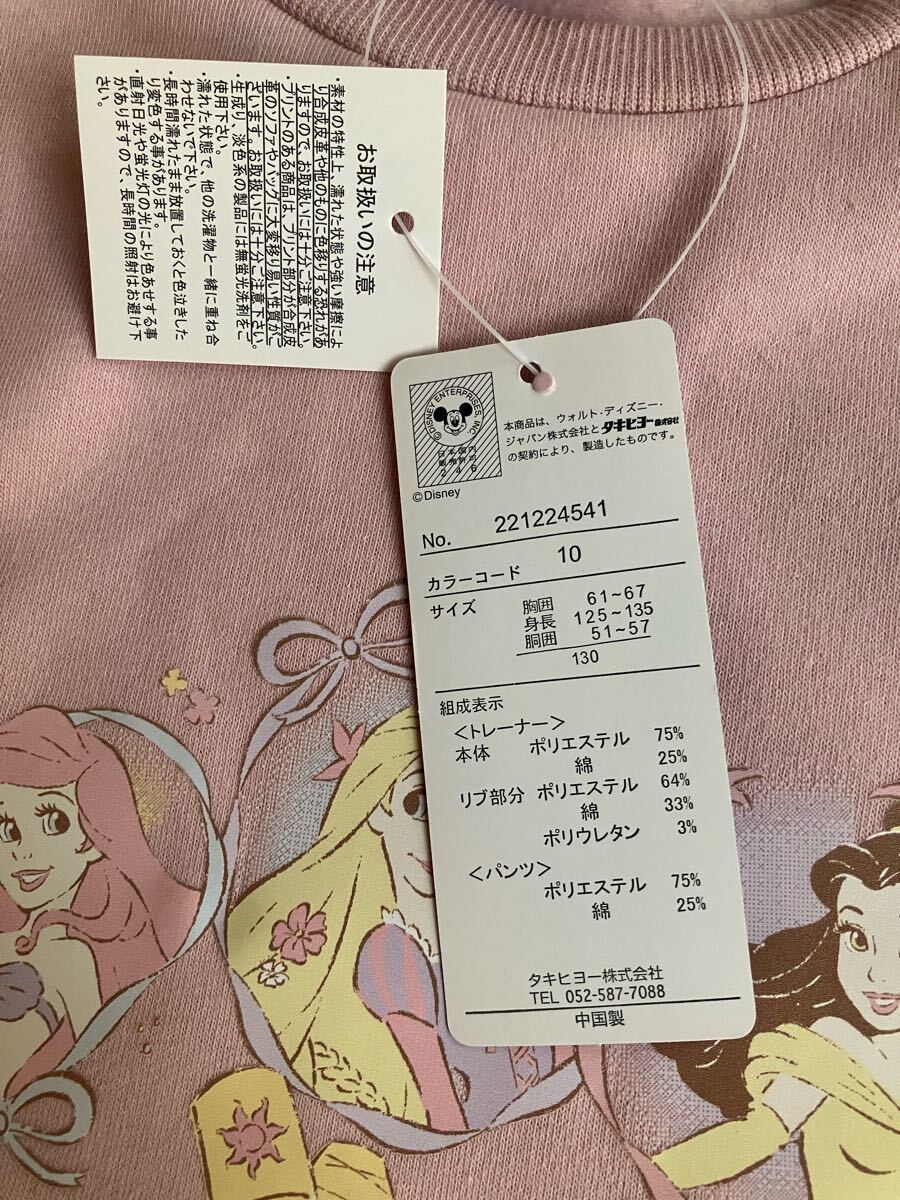 お取扱いの注意
・素材の特性上、濡れた状態や強い摩擦によ
り合成皮革や他のものに色移りする恐れがあ
りますので、お取扱いには十分ご注意下さい。
・プリントのある商品は、プリント部分が合成皮
革のソファやバッグに大変移り易い性質がご
ざいます。お取扱いには十分ご注意下さい。
・生成り、淡色系の製品には無蛍光洗剤をご
使用下さい。
・濡れた状態で、他の洗濯物と一緒に重ね合
わせないで下さい。
・長時間濡れたまま放置しておくと色泣きした
り変色する事があります。
・直射日光や蛍光灯の光により色あせする事
がありますので、長時間の照射はお避け下
さい。
©DISNEY ENTERPRISES, INC.
日本国内
販売許可
246
©Disney
本商品は、ウォルト・ディズニー・
ジャパン株式会社とタキヒヨー株式会社
の契約により、製造したものです。
No. 221224541
カラーコード 10
サイズ 胸囲 61~67
身長 125~135
胴囲 51~57
130
組成表示
<トレーナー>
本体 ポリエステル 75%
綿 25%
リブ部分 ポリエステル 64%
綿 33%
ポリウレタン 3%
<パンツ>
ポリエステル 75%
綿 25%
タキヒヨー株式会社
TEL 052-587-7088
中国製